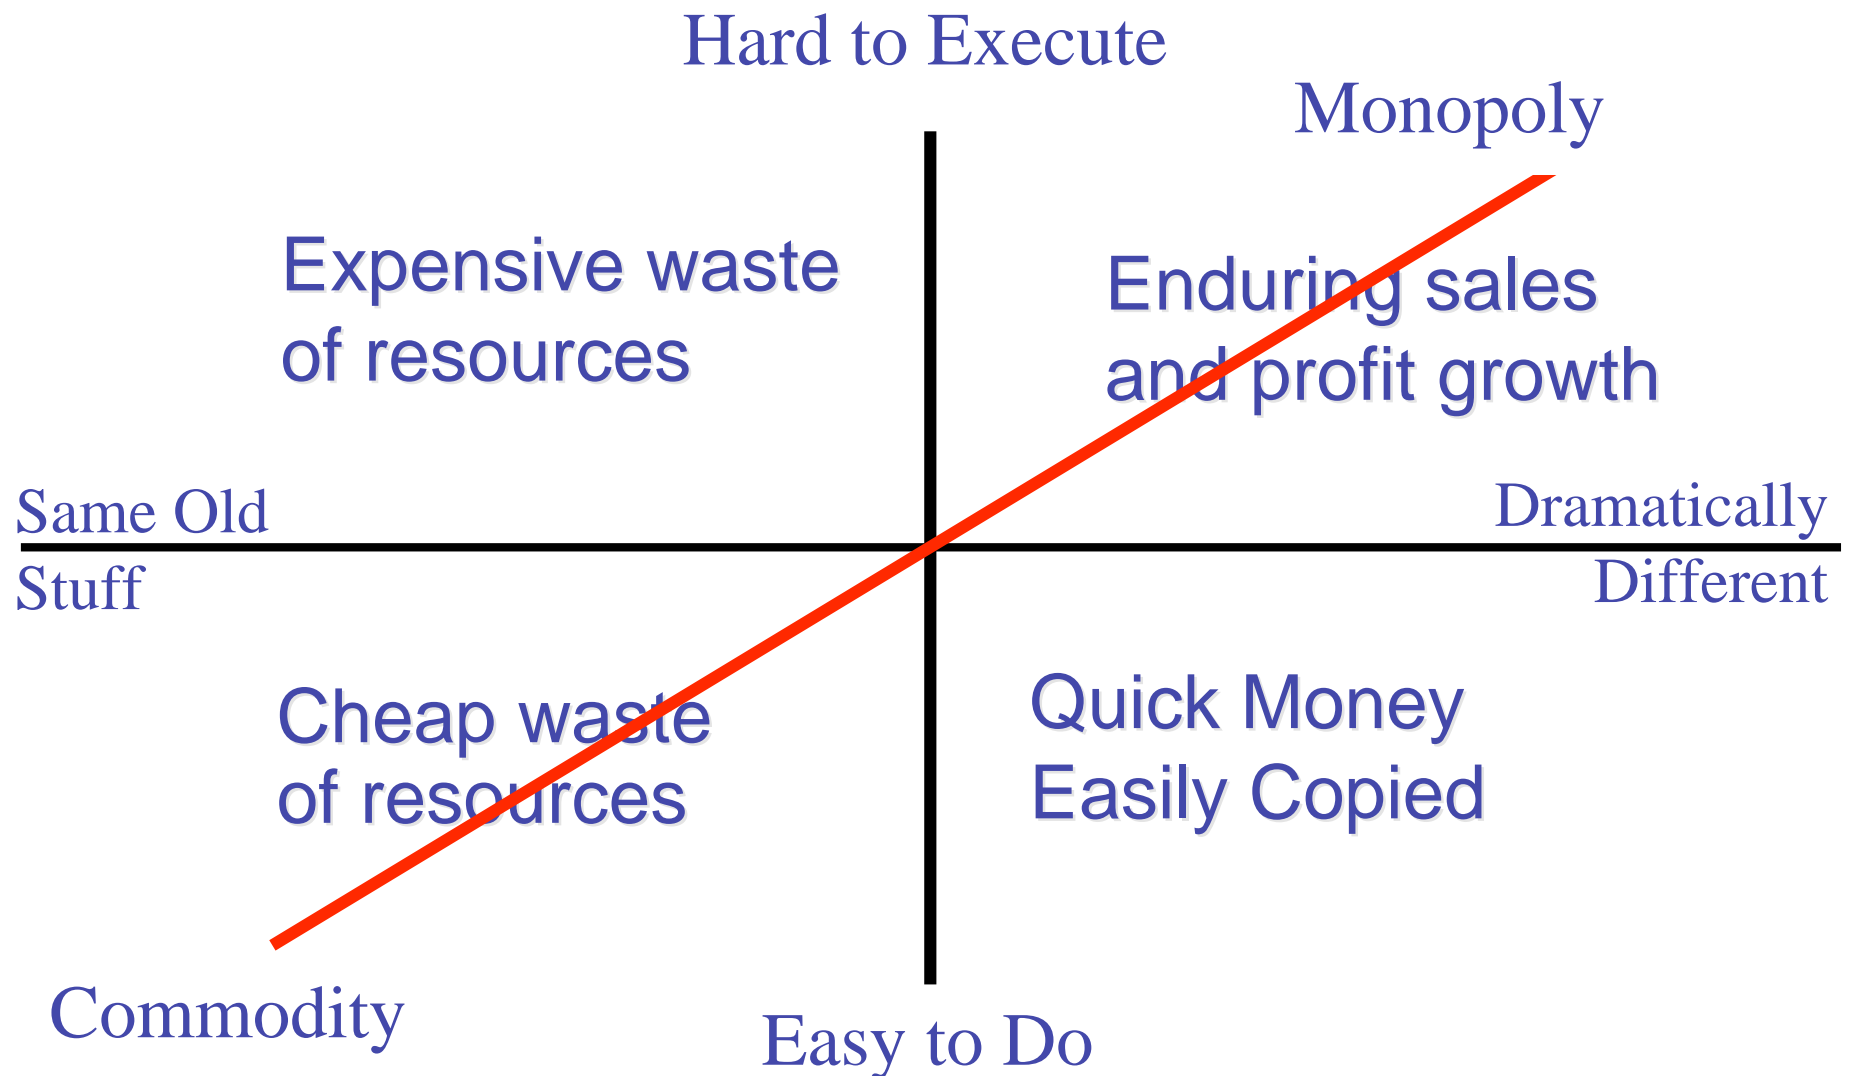 Hard to Execute
Monopoly
Expensive waste
of resources
Enduring sales
and profit growth
Same Old
Stuff
Dramatically
Different
Cheap waste
of resources
Quick Money
Easily Copied
Commodity
Easy to Do